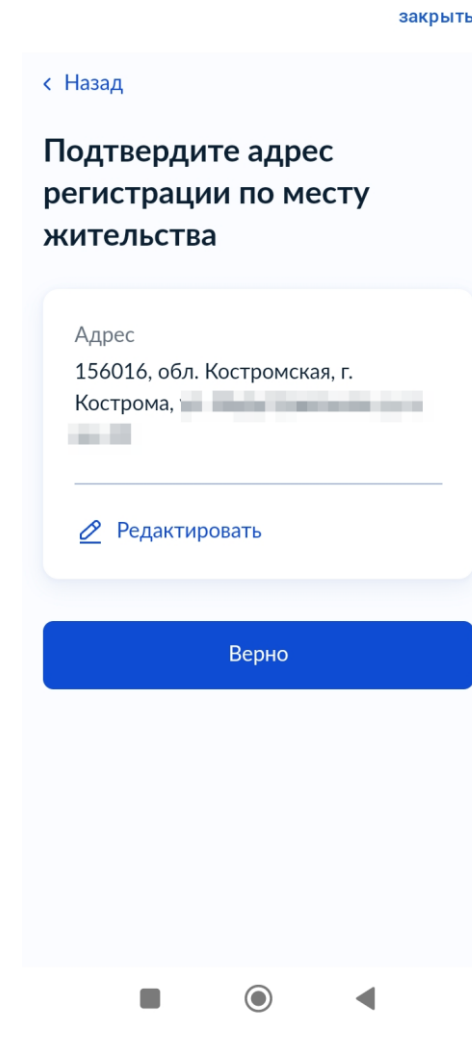 закрыть
Назад
Подтвердите адрес
регистрации по месту
жительства
Адрес
156016, обл. Костромская, г.
Кострома,
Редактировать
Верно